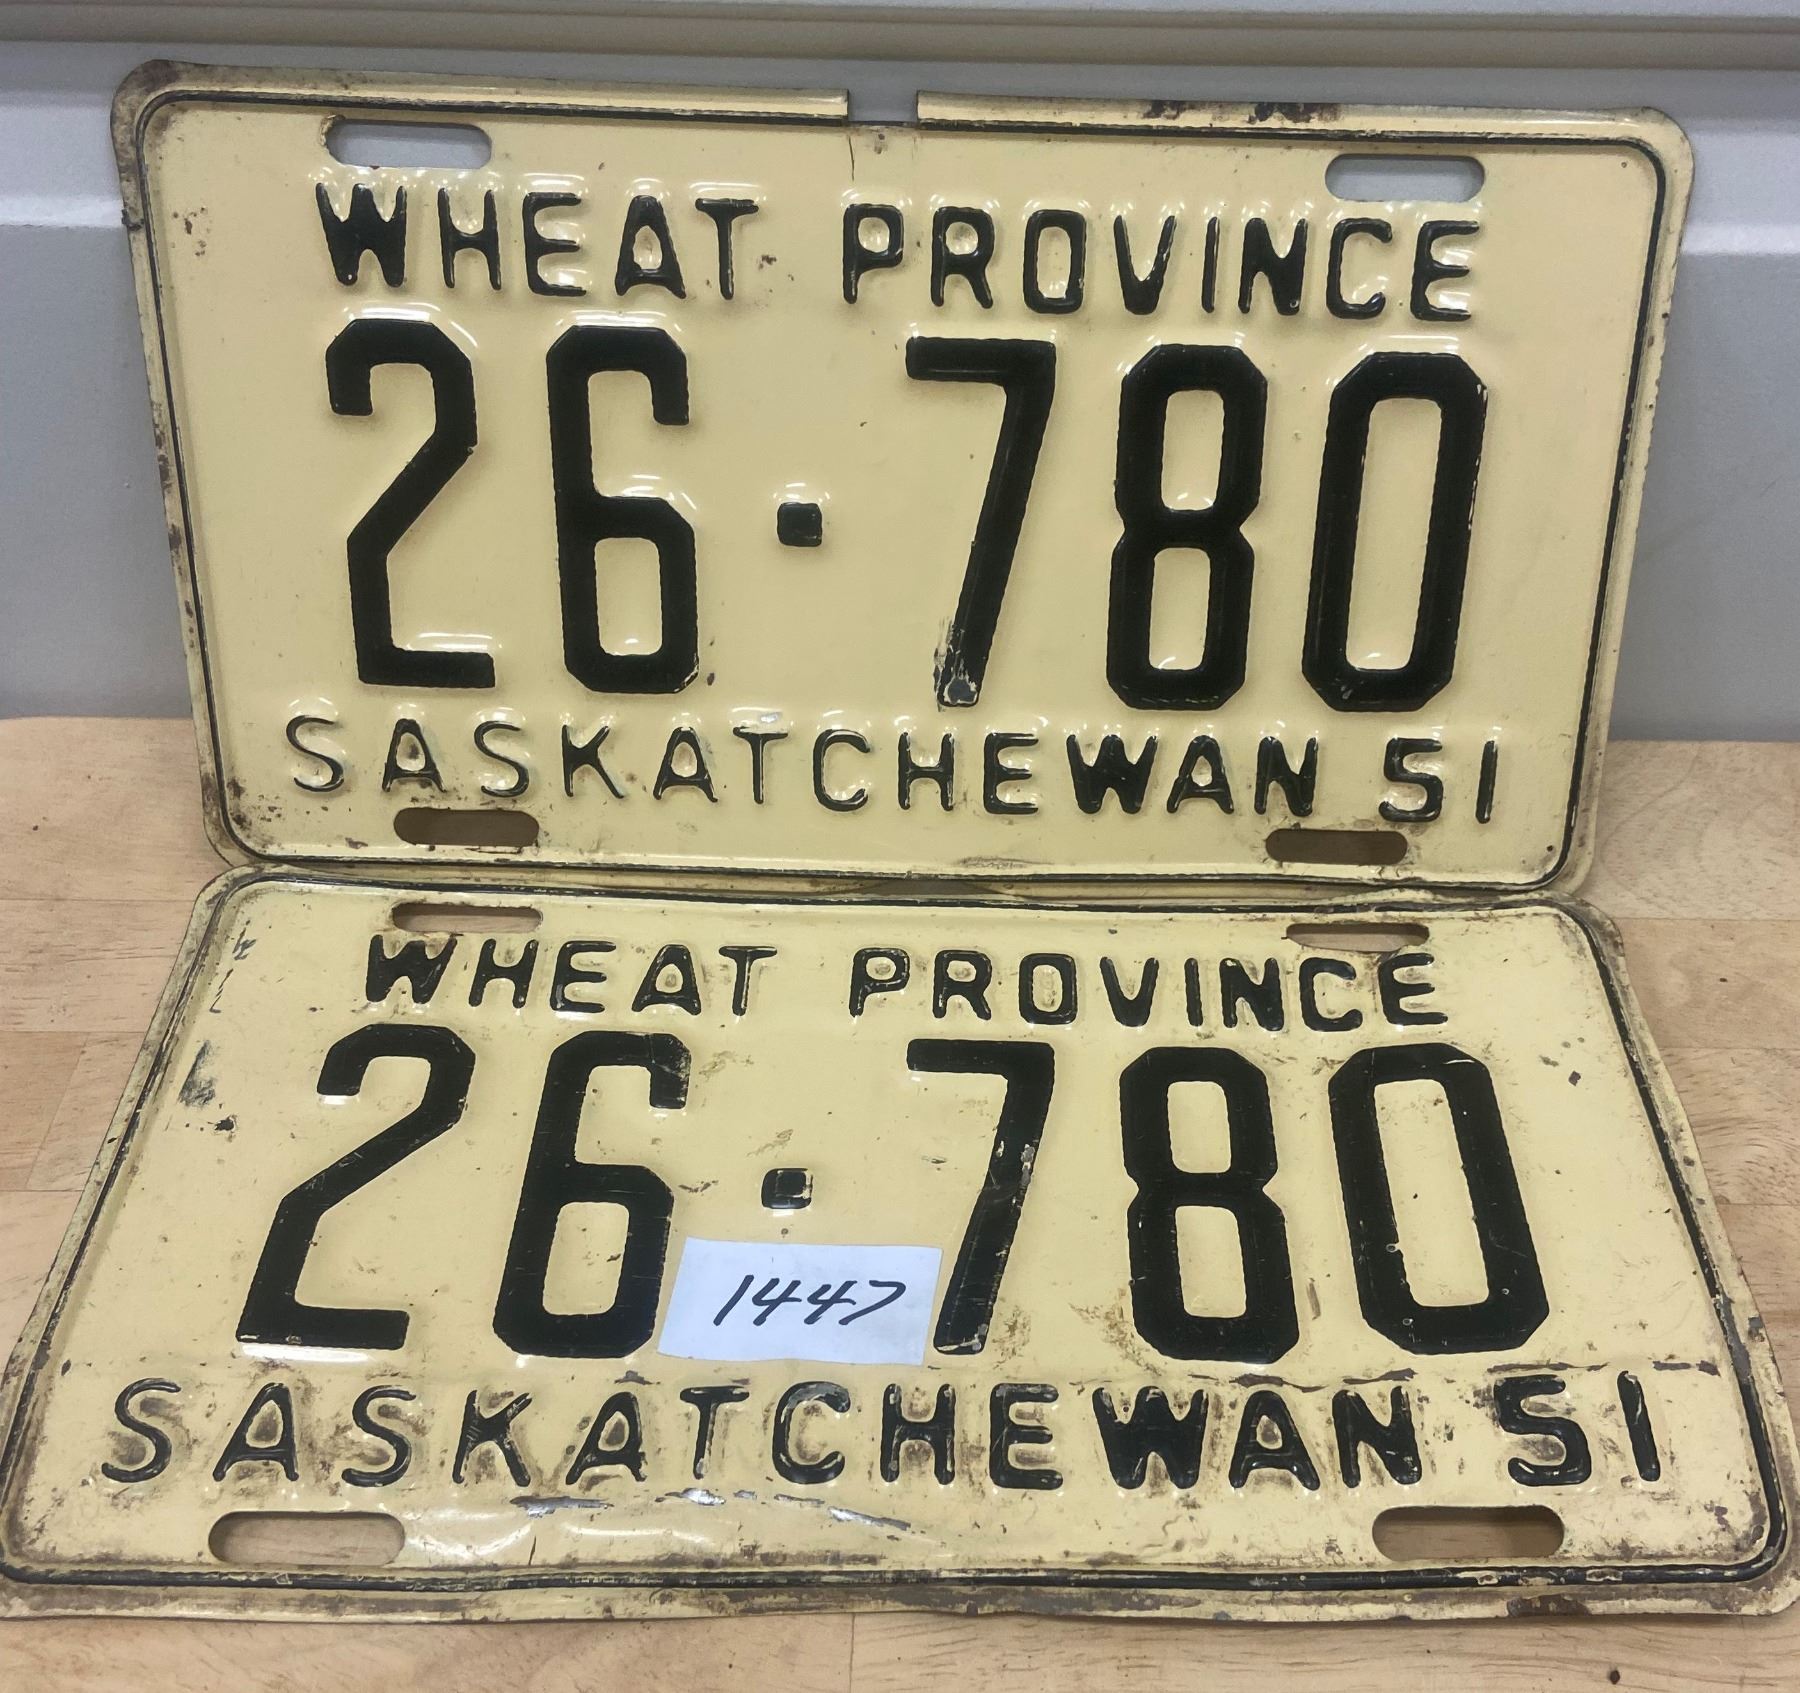 WHEAT PROVINCE
26·780
SASKATCHEWAN 51
WHEAT PROVINCE
26·780
1447
SASKATCHEWAN 51